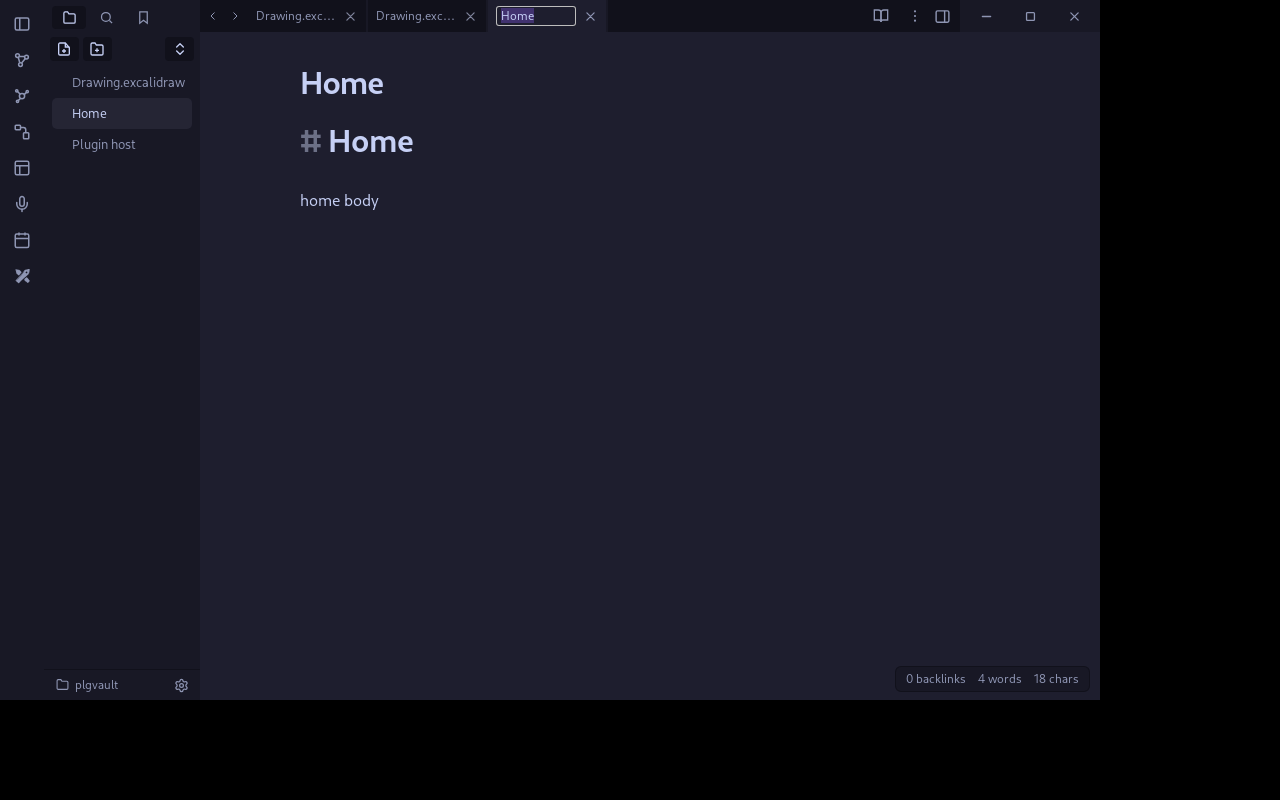 Drawing.exc...
Drawing.exc...
Home
Drawing.excalidraw
Home
Plugin host
Home
# Home
home body
plgvault
0 backlinks 4 words 18 chars